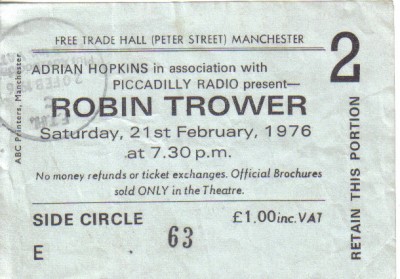 FREE TRADE HALL (PETER STREET) MANCHESTER
ADRIAN HOPKINS in association with
PICCADILLY RADIO present—
ROBIN TROWER
Saturday, 21st February, 1976
at 7.30 p.m.
No money refunds or ticket exchanges. Official Brochures
sold ONLY in the Theatre.
SIDE CIRCLE £1.00 inc. VAT
E 63
2
RETAIN THIS PORTION
ABC Printers, Manchester